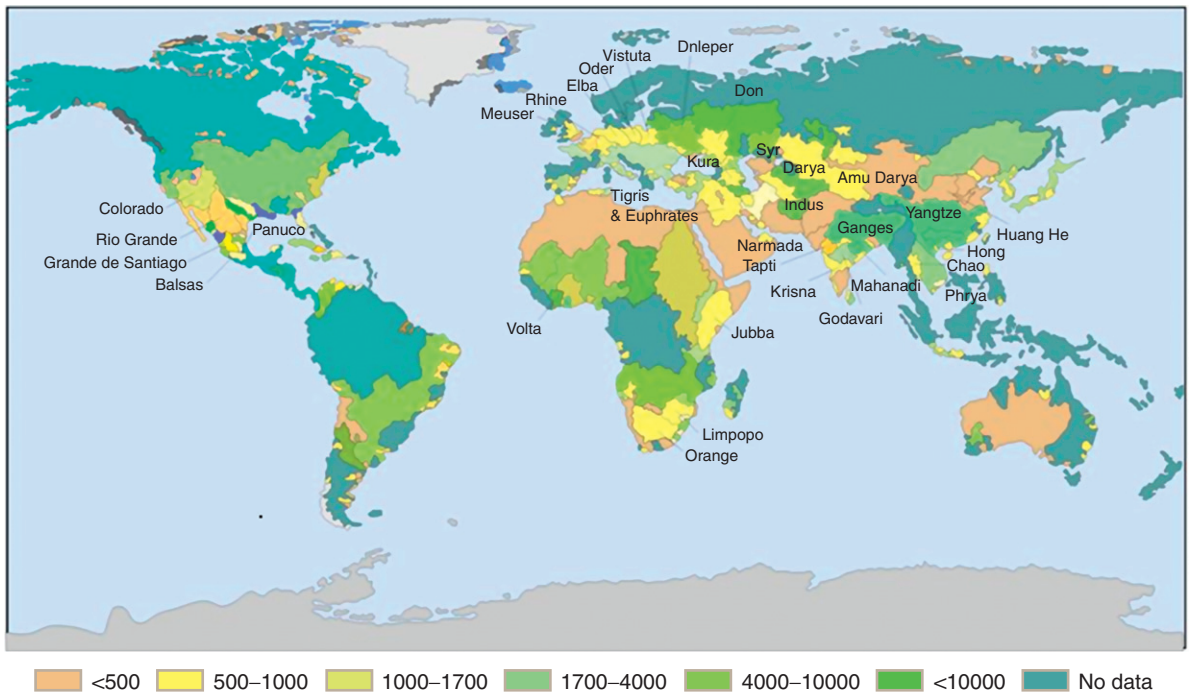 Vistuta
Dnleper
Oder
Elba
Rhine
Meuser
Don
Kura
Syr
Darya
Amu Darya
Tigris
& Euphrates
Indus
Yangtze
Ganges
Huang He
Hong
Chao
Phrya
Narmada
Tapti
Krisna
Mahanadi
Godavari
Colorado
Rio Grande
Panuco
Grande de Santiago
Balsas
Volta
Jubba
Limpopo
Orange
<500 500–1000 1000–1700 1700–4000 4000–10000 <10000 No data